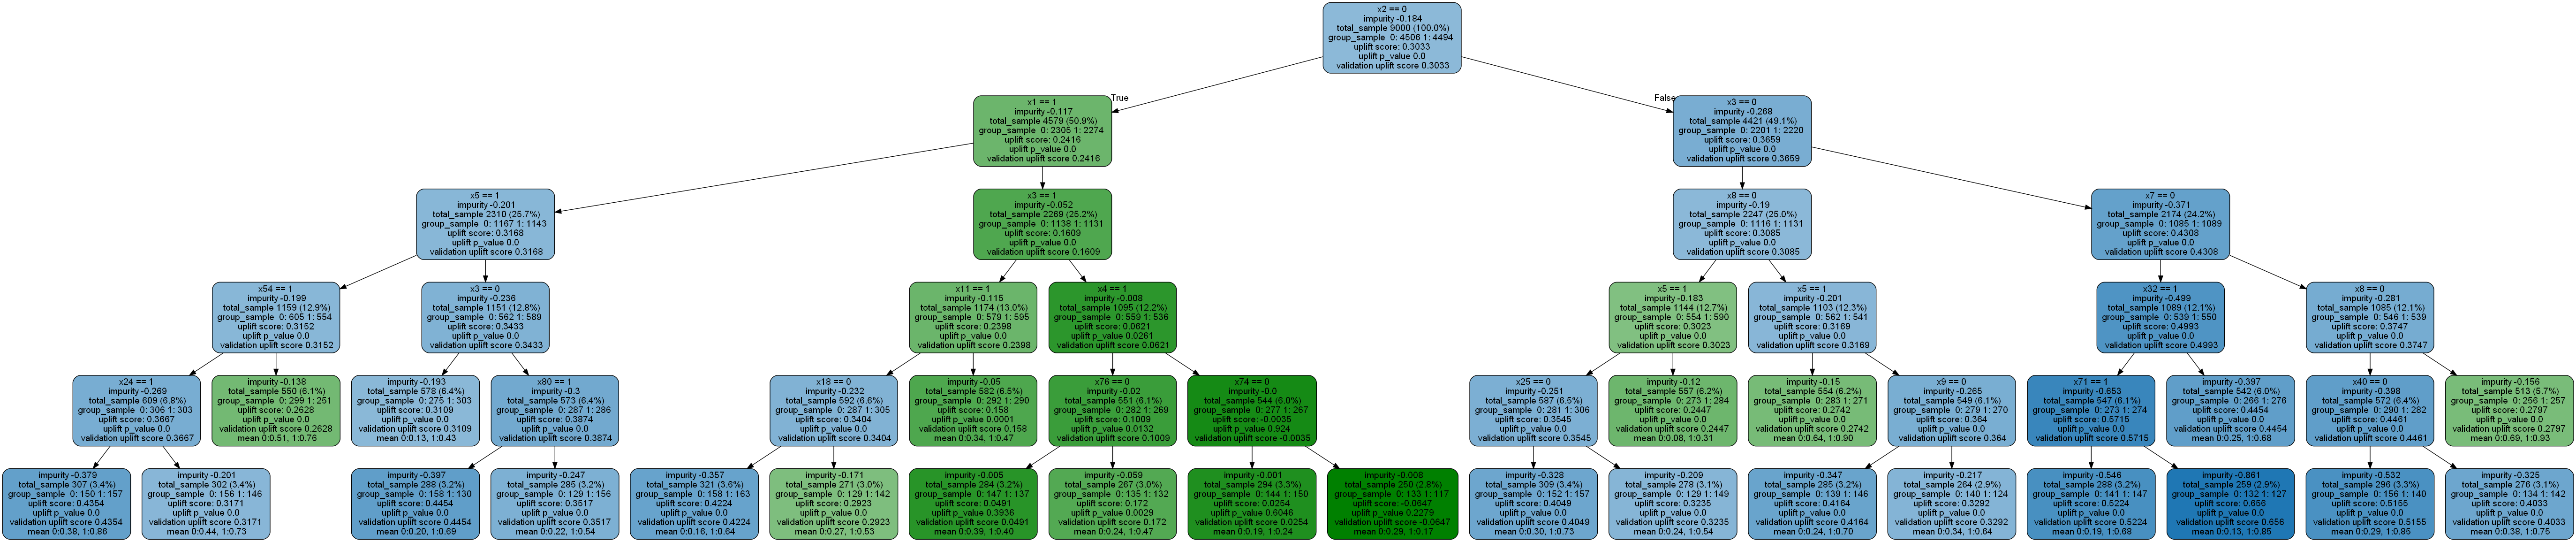 x2 == 0
impurity -0.184
total_sample 9000 (100.0%)
group_sample 0: 4506 1: 4494
uplift score: 0.3033
uplift p_value 0.0
validation uplift score 0.3033
True
False
x1 == 1
impurity -0.117
total_sample 4579 (50.9%)
group_sample 0: 2305 1: 2274
uplift score: 0.2416
uplift p_value 0.0
validation uplift score 0.2416
x3 == 0
impurity -0.268
total_sample 4421 (49.1%)
group_sample 0: 2201 1: 2220
uplift score: 0.3659
uplift p_value 0.0
validation uplift score 0.3659
x5 == 1
impurity -0.201
total_sample 2310 (25.7%)
group_sample 0: 1167 1: 1143
uplift score: 0.3168
uplift p_value 0.0
validation uplift score 0.3168
x3 == 1
impurity -0.052
total_sample 2269 (25.2%)
group_sample 0: 1138 1: 1131
uplift score: 0.1609
uplift p_value 0.0
validation uplift score 0.1609
x8 == 0
impurity -0.19
total_sample 2247 (25.0%)
group_sample 0: 1116 1: 1131
uplift score: 0.3085
uplift p_value 0.0
validation uplift score 0.3085
x7 == 0
impurity -0.371
total_sample 2174 (24.2%)
group_sample 0: 1085 1: 1089
uplift score: 0.4308
uplift p_value 0.0
validation uplift score 0.4308
x54 == 1
impurity -0.199
total_sample 1159 (12.9%)
group_sample 0: 605 1: 554
uplift score: 0.3152
uplift p_value 0.0
validation uplift score 0.3152
x3 == 0
impurity -0.236
total_sample 1151 (12.8%)
group_sample 0: 562 1: 589
uplift score: 0.3433
uplift p_value 0.0
validation uplift score 0.3433
x11 == 1
impurity -0.115
total_sample 1174 (13.0%)
group_sample 0: 579 1: 595
uplift score: 0.2398
uplift p_value 0.0
validation uplift score 0.2398
x4 == 1
impurity -0.008
total_sample 1095 (12.2%)
group_sample 0: 559 1: 536
uplift score: 0.0621
uplift p_value 0.0261
validation uplift score 0.0621
x5 == 1
impurity -0.183
total_sample 1144 (12.7%)
group_sample 0: 554 1: 590
uplift score: 0.3023
uplift p_value 0.0
validation uplift score 0.3023
x5 == 1
impurity -0.201
total_sample 1103 (12.3%)
group_sample 0: 562 1: 541
uplift score: 0.3169
uplift p_value 0.0
validation uplift score 0.3169
x32 == 1
impurity -0.499
total_sample 1089 (12.1%)
group_sample 0: 539 1: 550
uplift score: 0.4993
uplift p_value 0.0
validation uplift score 0.4993
x8 == 0
impurity -0.281
total_sample 1085 (12.1%)
group_sample 0: 546 1: 539
uplift score: 0.3747
uplift p_value 0.0
validation uplift score 0.3747
x24 == 1
impurity -0.269
total_sample 609 (6.8%)
group_sample 0: 306 1: 303
uplift score: 0.3667
uplift p_value 0.0
validation uplift score 0.3667
impurity -0.138
total_sample 550 (6.1%)
group_sample 0: 299 1: 251
uplift score: 0.2628
uplift p_value 0.0
validation uplift score 0.2628
mean 0:0.51, 1:0.76
impurity -0.193
total_sample 578 (6.4%)
group_sample 0: 275 1: 303
uplift score: 0.3109
uplift p_value 0.0
validation uplift score 0.3109
mean 0:0.13, 1:0.43
x80 == 1
impurity -0.3
total_sample 573 (6.4%)
group_sample 0: 287 1: 286
uplift score: 0.3874
uplift p_value 0.0
validation uplift score 0.3874
x18 == 0
impurity -0.232
total_sample 592 (6.6%)
group_sample 0: 287 1: 305
uplift score: 0.3404
uplift p_value 0.0
validation uplift score 0.3404
impurity -0.05
total_sample 582 (6.5%)
group_sample 0: 292 1: 290
uplift score: 0.158
uplift p_value 0.0001
validation uplift score 0.158
mean 0:0.34, 1:0.47
x76 == 0
impurity -0.02
total_sample 551 (6.1%)
group_sample 0: 282 1: 269
uplift score: 0.1009
uplift p_value 0.0132
validation uplift score 0.1009
x74 == 0
impurity -0.0
total_sample 544 (6.0%)
group_sample 0: 277 1: 267
uplift score: -0.0035
uplift p_value 0.924
validation uplift score -0.0035
x25 == 0
impurity -0.251
total_sample 587 (6.5%)
group_sample 0: 281 1: 306
uplift score: 0.3545
uplift p_value 0.0
validation uplift score 0.3545
impurity -0.12
total_sample 557 (6.2%)
group_sample 0: 273 1: 284
uplift score: 0.2447
uplift p_value 0.0
validation uplift score 0.2447
mean 0:0.08, 1:0.31
impurity -0.15
total_sample 554 (6.2%)
group_sample 0: 283 1: 271
uplift score: 0.2742
uplift p_value 0.0
validation uplift score 0.2742
mean 0:0.64, 1:0.90
x9 == 0
impurity -0.265
total_sample 549 (6.1%)
group_sample 0: 279 1: 270
uplift score: 0.364
uplift p_value 0.0
validation uplift score 0.364
x71 == 1
impurity -0.653
total_sample 547 (6.1%)
group_sample 0: 273 1: 274
uplift score: 0.5715
uplift p_value 0.0
validation uplift score 0.5715
impurity -0.397
total_sample 542 (6.0%)
group_sample 0: 266 1: 276
uplift score: 0.4454
uplift p_value 0.0
validation uplift score 0.4454
mean 0:0.25, 1:0.68
x40 == 0
impurity -0.398
total_sample 572 (6.4%)
group_sample 0: 290 1: 282
uplift score: 0.4461
uplift p_value 0.0
validation uplift score 0.4461
impurity -0.156
total_sample 513 (5.7%)
group_sample 0: 256 1: 257
uplift score: 0.2797
uplift p_value 0.0
validation uplift score 0.2797
mean 0:0.69, 1:0.93
impurity -0.379
total_sample 307 (3.4%)
group_sample 0: 150 1: 157
uplift score: 0.4354
uplift p_value 0.0
validation uplift score 0.4354
mean 0:0.38, 1:0.86
impurity -0.201
total_sample 302 (3.4%)
group_sample 0: 156 1: 146
uplift score: 0.3171
uplift p_value 0.0
validation uplift score 0.3171
mean 0:0.44, 1:0.73
impurity -0.397
total_sample 288 (3.2%)
group_sample 0: 158 1: 130
uplift score: 0.4454
uplift p_value 0.0
validation uplift score 0.4454
mean 0:0.20, 1:0.69
impurity -0.247
total_sample 285 (3.2%)
group_sample 0: 129 1: 156
uplift score: 0.3517
uplift p_value 0.0
validation uplift score 0.3517
mean 0:0.22, 1:0.54
impurity -0.357
total_sample 321 (3.6%)
group_sample 0: 158 1: 163
uplift score: 0.4224
uplift p_value 0.0
validation uplift score 0.4224
mean 0:0.16, 1:0.64
impurity -0.171
total_sample 271 (3.0%)
group_sample 0: 129 1: 142
uplift score: 0.2923
uplift p_value 0.0
validation uplift score 0.2923
mean 0:0.27, 1:0.53
impurity -0.005
total_sample 284 (3.2%)
group_sample 0: 147 1: 137
uplift score: 0.0491
uplift p_value 0.3936
validation uplift score 0.0491
mean 0:0.39, 1:0.40
impurity -0.059
total_sample 267 (3.0%)
group_sample 0: 135 1: 132
uplift score: 0.172
uplift p_value 0.0029
validation uplift score 0.172
mean 0:0.24, 1:0.47
impurity -0.001
total_sample 294 (3.3%)
group_sample 0: 144 1: 150
uplift score: 0.0254
uplift p_value 0.6046
validation uplift score 0.0254
mean 0:0.19, 1:0.24
impurity -0.008
total_sample 250 (2.8%)
group_sample 0: 133 1: 117
uplift score: -0.0647
uplift p_value 0.2279
validation uplift score -0.0647
mean 0:0.29, 1:0.17
impurity -0.328
total_sample 309 (3.4%)
group_sample 0: 152 1: 157
uplift score: 0.4049
uplift p_value 0.0
validation uplift score 0.4049
mean 0:0.30, 1:0.73
impurity -0.209
total_sample 278 (3.1%)
group_sample 0: 129 1: 149
uplift score: 0.3235
uplift p_value 0.0
validation uplift score 0.3235
mean 0:0.24, 1:0.54
impurity -0.347
total_sample 285 (3.2%)
group_sample 0: 139 1: 146
uplift score: 0.4164
uplift p_value 0.0
validation uplift score 0.4164
mean 0:0.24, 1:0.70
impurity -0.217
total_sample 264 (2.9%)
group_sample 0: 140 1: 124
uplift score: 0.3292
uplift p_value 0.0
validation uplift score 0.3292
mean 0:0.34, 1:0.64
impurity -0.546
total_sample 288 (3.2%)
group_sample 0: 141 1: 147
uplift score: 0.5224
uplift p_value 0.0
validation uplift score 0.5224
mean 0:0.19, 1:0.68
impurity -0.861
total_sample 259 (2.9%)
group_sample 0: 132 1: 127
uplift score: 0.656
uplift p_value 0.0
validation uplift score 0.656
mean 0:0.13, 1:0.85
impurity -0.532
total_sample 296 (3.3%)
group_sample 0: 156 1: 140
uplift score: 0.5155
uplift p_value 0.0
validation uplift score 0.5155
mean 0:0.29, 1:0.85
impurity -0.325
total_sample 276 (3.1%)
group_sample 0: 134 1: 142
uplift score: 0.4033
uplift p_value 0.0
validation uplift score 0.4033
mean 0:0.38, 1:0.75